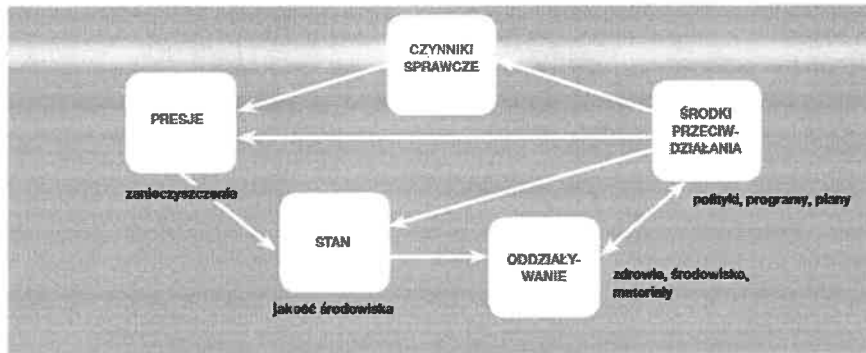 CZYNNIKI
SPRAWCZE
PRESJE
ŚRODKI
PRZECIW-
DZIAŁANIA
zanieczyszczenia
polityki, programy, plany
STAN
ODDZIAŁY-
WANIE
zdrowie, środowisko,
materiały
jakość środowiska